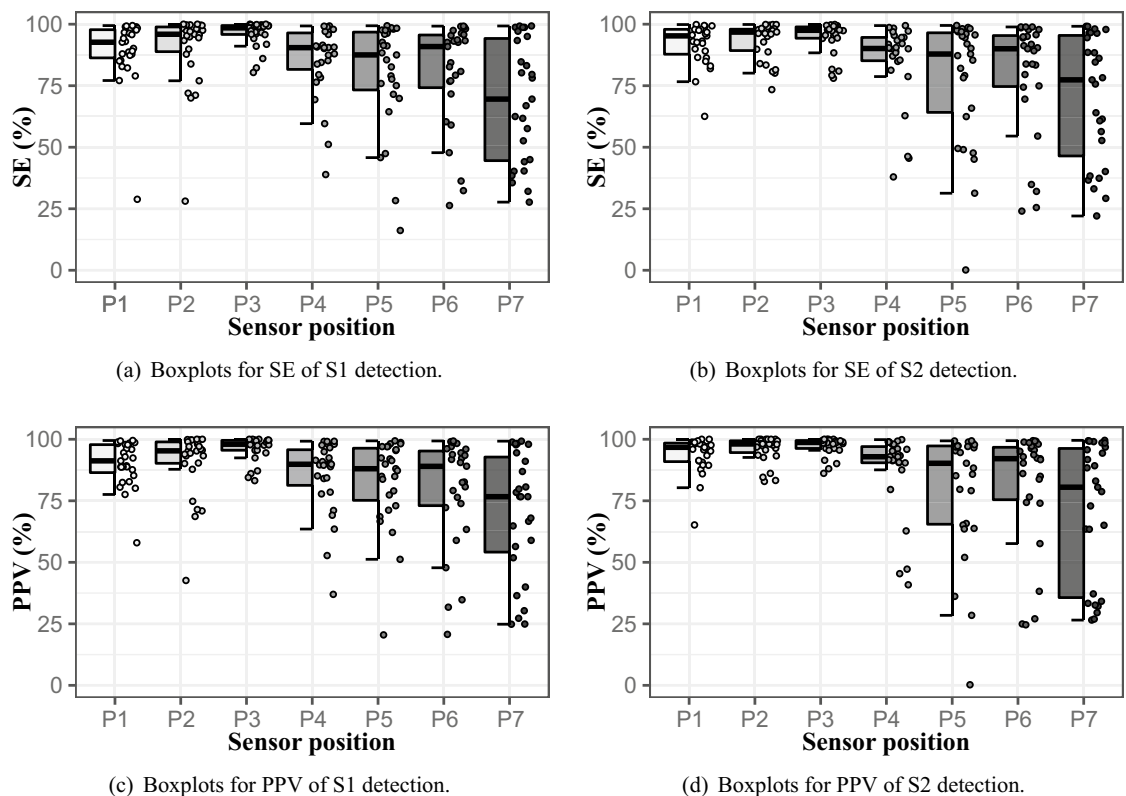 SE (%)
100
75
50
25
0
P1 P2 P3 P4 P5 P6 P7
Sensor position
(a) Boxplots for SE of S1 detection.
SE (%)
100
75
50
25
0
P1 P2 P3 P4 P5 P6 P7
Sensor position
(b) Boxplots for SE of S2 detection.
PPV (%)
100
75
50
25
0
P1 P2 P3 P4 P5 P6 P7
Sensor position
(c) Boxplots for PPV of S1 detection.
PPV (%)
100
75
50
25
0
P1 P2 P3 P4 P5 P6 P7
Sensor position
(d) Boxplots for PPV of S2 detection.